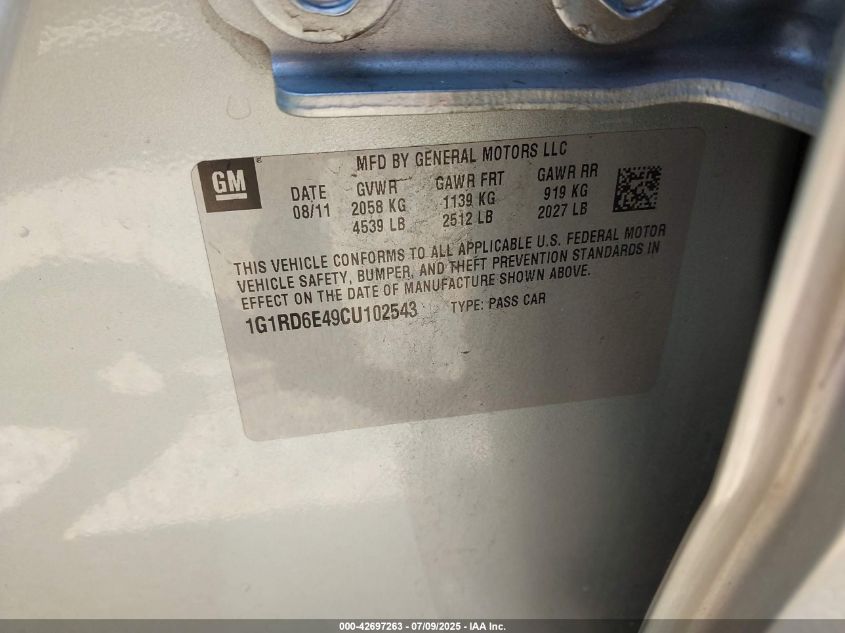 GM
MFD BY GENERAL MOTORS LLC
DATE GVWR GAWR FRT GAWR RR
08/11 2058 KG 1139 KG 919 KG
4539 LB 2512 LB 2027 LB
THIS VEHICLE CONFORMS TO ALL APPLICABLE U.S. FEDERAL MOTOR
VEHICLE SAFETY, BUMPER, AND THEFT PREVENTION STANDARDS IN
EFFECT ON THE DATE OF MANUFACTURE SHOWN ABOVE.
1G1RD6E49CU102543 TYPE: PASS CAR
000-42697263 - 07/09/2025 - IAA Inc.